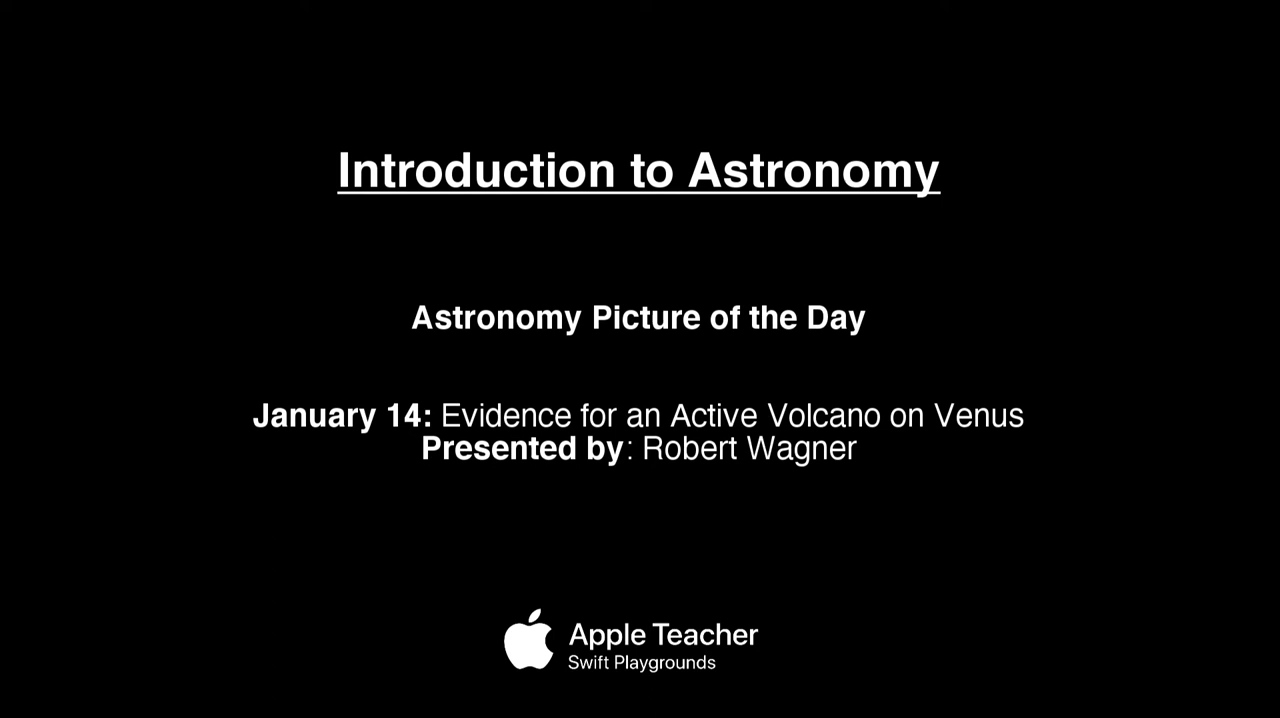 Introduction to Astronomy
Astronomy Picture of the Day
January 14: Evidence for an Active Volcano on Venus
Presented by: Robert Wagner
Apple Teacher
Swift Playgrounds